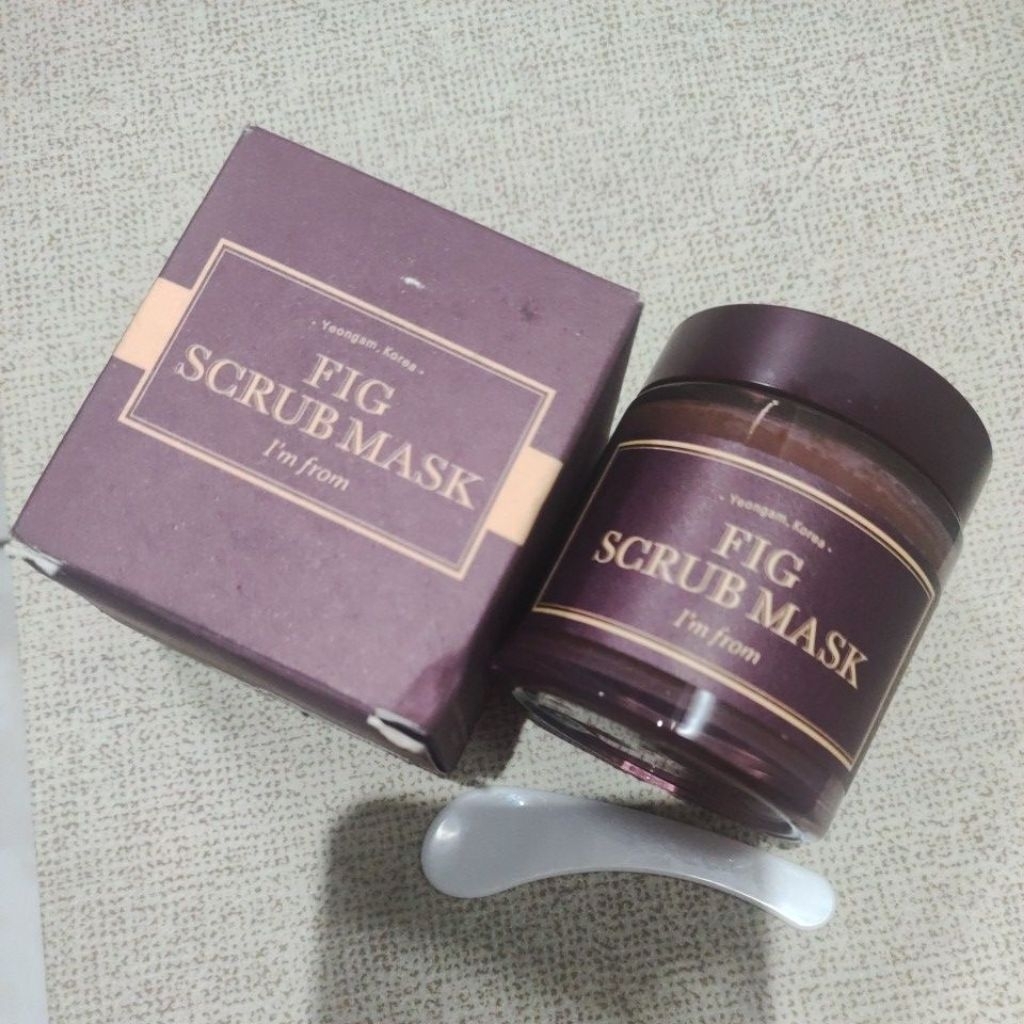 - Yeongam, Korea -
FIG
SCRUB MASK
I'm from
- Yeongam, Korea -
FIG
SCRUB MASK
I'm from